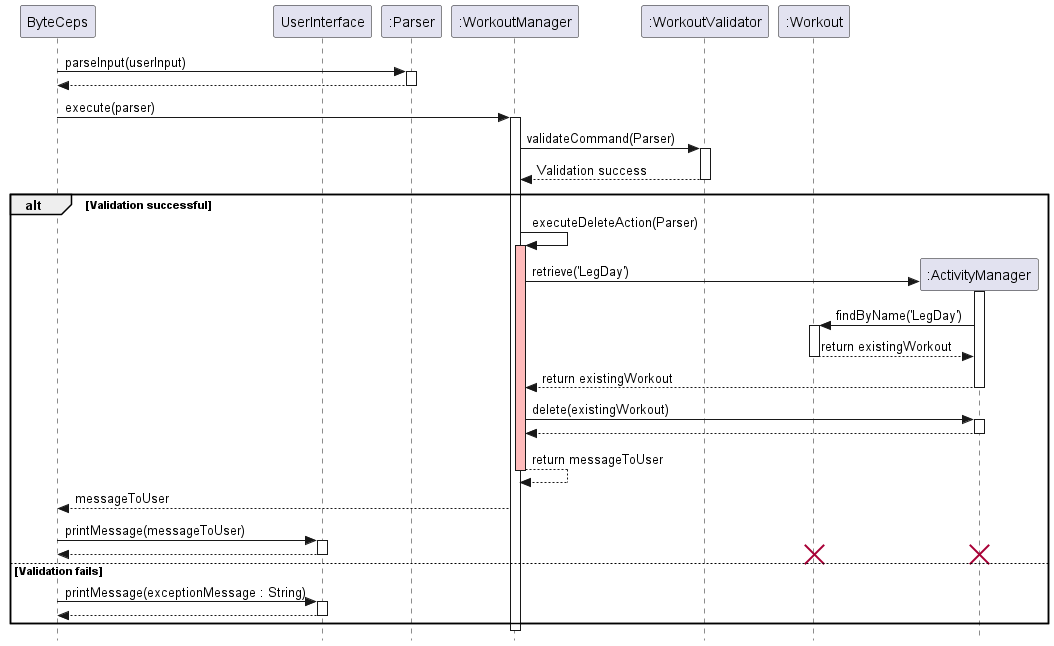 ByteCeps
UserInterface
:Parser
:WorkoutManager
:WorkoutValidator
:Workout
parseInput(userInput)
execute(parser)
validateCommand(Parser)
Validation success
alt
[Validation successful]
executeDeleteAction(Parser)
retrieve('LegDay')
:ActivityManager
findByName('LegDay')
return existingWorkout
return existingWorkout
delete(existingWorkout)
return messageToUser
messageToUser
printMessage(messageToUser)
[Validation fails]
printMessage(exceptionMessage : String)